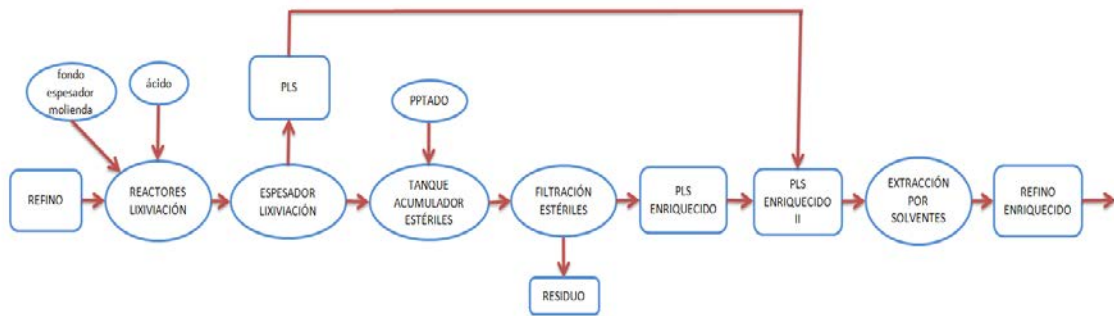 fondo
espesador
molienda
ácido
PLS
PPTADO
REFINO
REACTORES
LIXIVIACIÓN
ESPESADOR
LIXIVIACIÓN
TANQUE
ACUMULADOR
ESTÉRILES
FILTRACIÓN
ESTÉRILES
PLS
ENRIQUECIDO
PLS
ENRIQUECIDO
II
EXTRACCIÓN
POR
SOLVENTES
REFINO
ENRIQUECIDO
RESIDUO